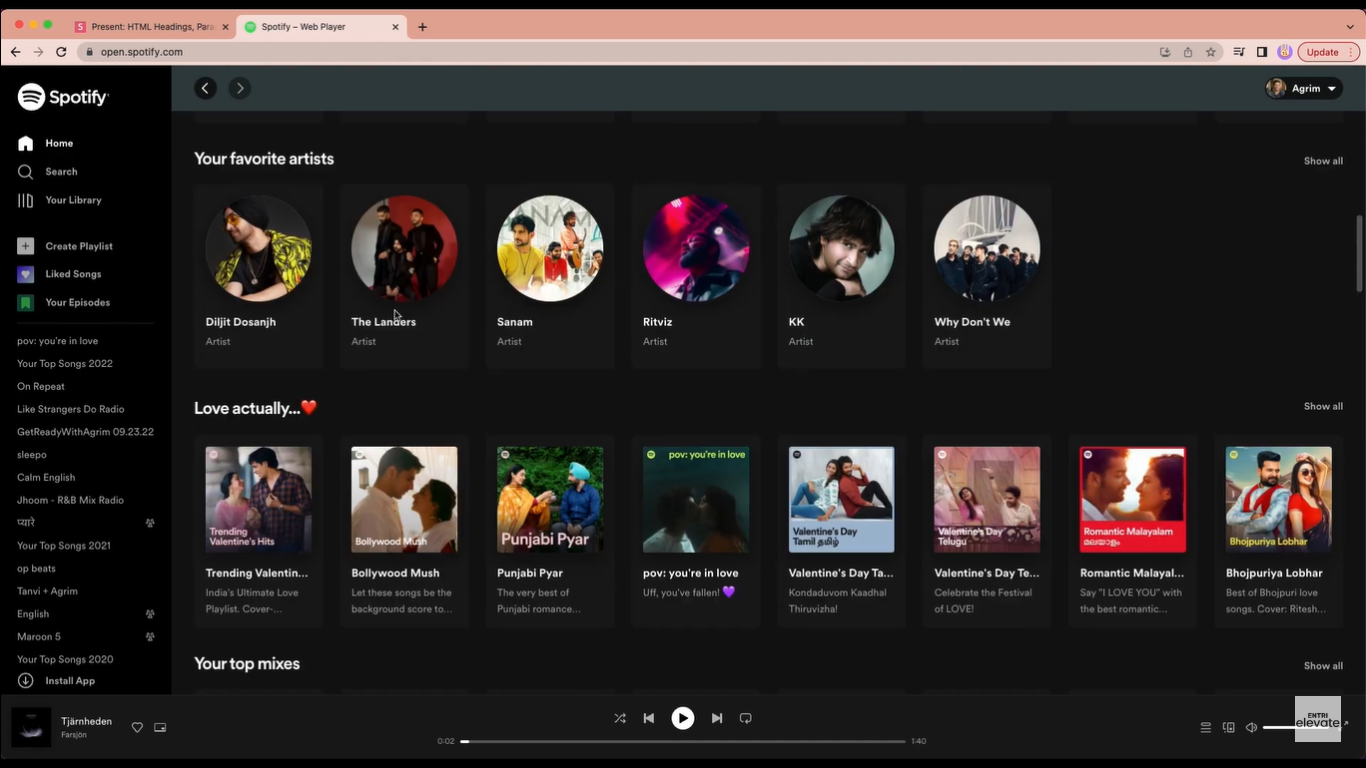 Present: HTML Headings, Para
Spotify – Web Player
open.spotify.com
Update
Spotify
Agrim
Home
Search
Your Library
Create Playlist
Liked Songs
Your Episodes
pov: you're in love
Your Top Songs 2022
On Repeat
Like Strangers Do Radio
GetReadyWithAgrim 09.23.22
sleepo
Calm English
Jhoom - R&B Mix Radio
प्यारे
Your Top Songs 2021
op beats
Tanvi + Agrim
English
Maroon 5
Your Top Songs 2020
Install App
Your favorite artists
Show all
SANAM
Diljit Dosanjh
The Landers
Sanam
Ritviz
KK
Why Don't We
Artist
Artist
Artist
Artist
Artist
Artist
Love actually...❤️
Show all
Trending
Valentine's Hits
Bollywood Mush
Punjabi Pyar
pov: you're in love
Valentine's Day
Tamil தமிழ்
Valentine's Day
Telugu
Romantic Malayalam
മലയാളം
Bhojpuriya Lobhar
Trending Valentin...
Bollywood Mush
Punjabi Pyar
pov: you're in love
Valentine's Day Ta...
Valentine's Day Te...
Romantic Malayal...
Bhojpuriya Lobhar
India's Ultimate Love
Playlist. Cover-...
Let these songs be the
background score to...
The very best of
Punjabi romance...
Uff, you've fallen! 💜
Kondaduvom Kaadhal
Thiruvizha!
Celebrate the Festival
of LOVE!
Say "I LOVE YOU" with
the best romantic...
Best of Bhojpuri love
songs. Cover: Ritesh...
Your top mixes
Show all
Tjärnheden
Farsjön
0:02
1:40
ENTRI
elevate